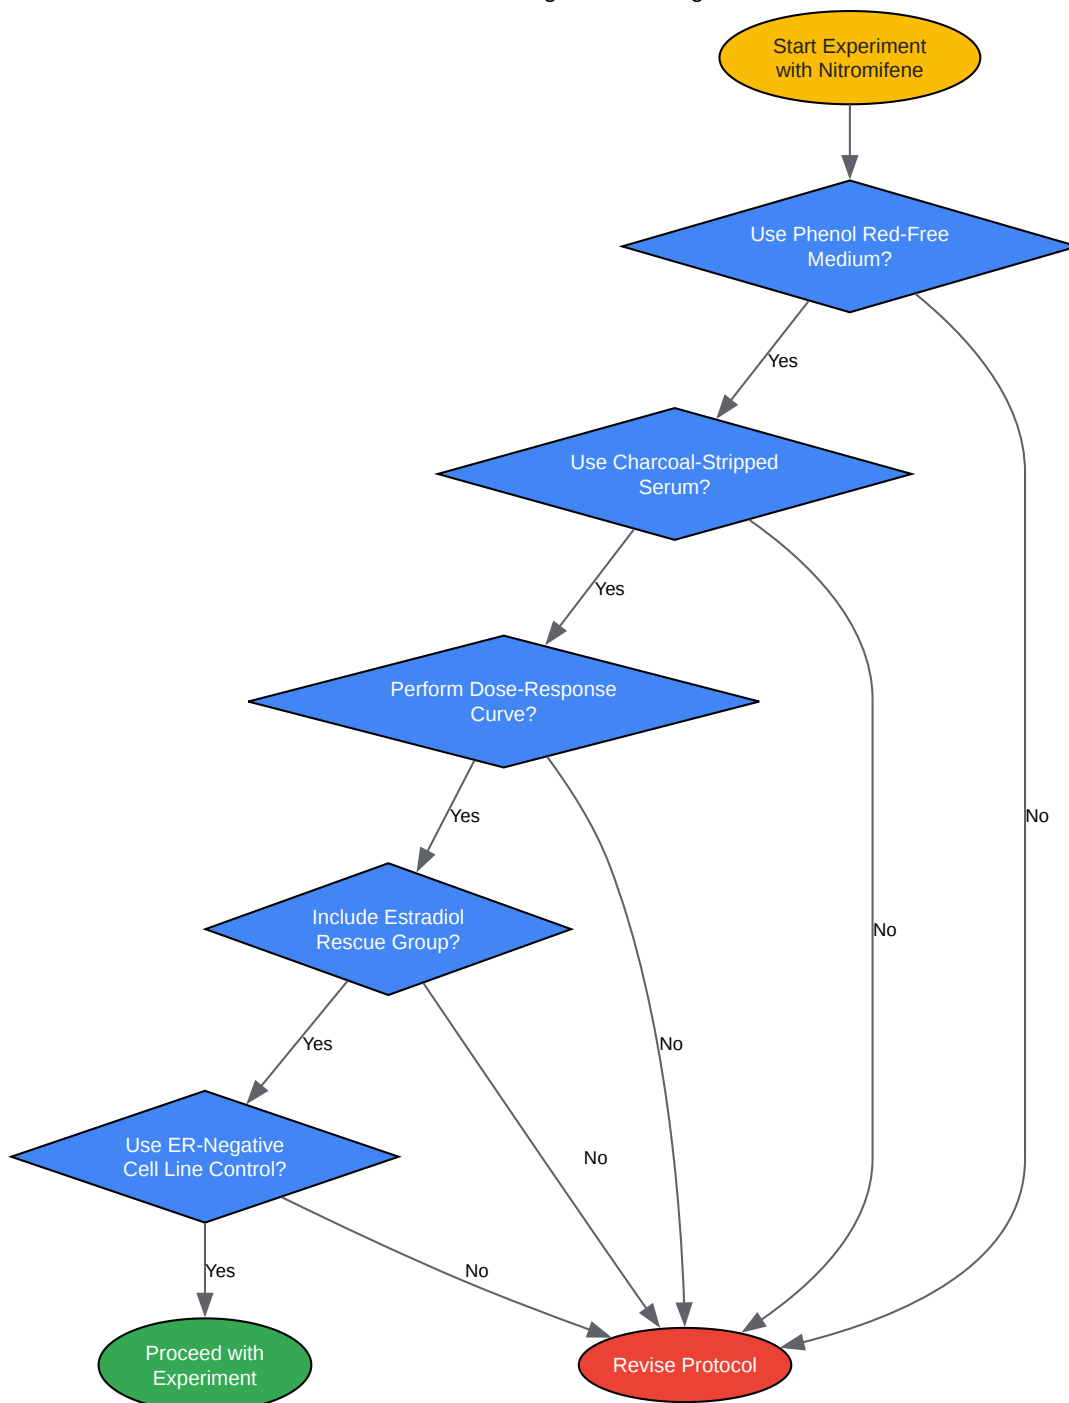 Start Experiment
with Nitromifene
Use Phenol Red-Free
Medium?
Yes
Use Charcoal-Stripped
Serum?
Yes
Perform Dose-Response
Curve?
Yes
No
Include Estradiol
Rescue Group?
No
Yes
No
Use ER-Negative
Cell Line Control?
No
Yes
No
Proceed with
Experiment
Revise Protocol